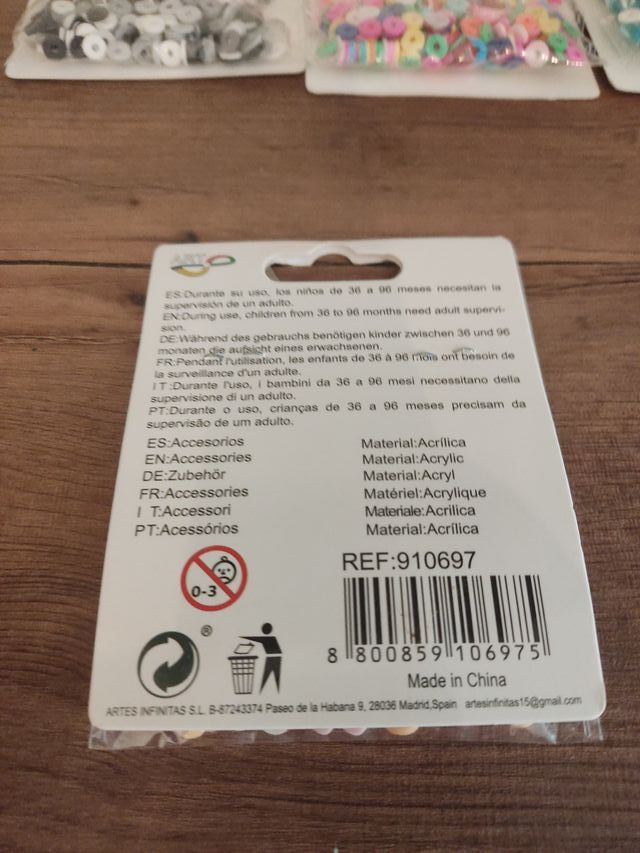 ART
ES:Durante su uso, los niños de 36 a 96 meses necesitan la
supervisión de un adulto.
EN:During use, children from 36 to 96 months need adult supervi-
sion.
DE:Während des gebrauchs benötigen kinder zwischen 36 und 96
monaten die aufsicht eines erwachsenen.
FR:Pendant l'utilisation, les enfants de 36 à 96 mois ont besoin de
la surveillance d'un adulte.
IT:Durante l'uso, i bambini da 36 a 96 mesi necessitano della
supervisione di un adulto.
PT:Durante o uso, crianças de 36 a 96 meses precisam da
supervisão de um adulto.
ES:Accesorios Material:Acrílica
EN:Accessories Material:Acrylic
DE:Zubehör Material:Acryl
FR:Accessories Matériel:Acrylique
I T:Accessori Materiale:Acrilica
PT:Acessórios Material:Acrílica
0-3
REF:910697
®
8 800859 106975
Made in China
ARTES INFINITAS S.L. B-87243374 Paseo de la Habana 9, 28036 Madrid,Spain artesinfinitas15@gmail.com